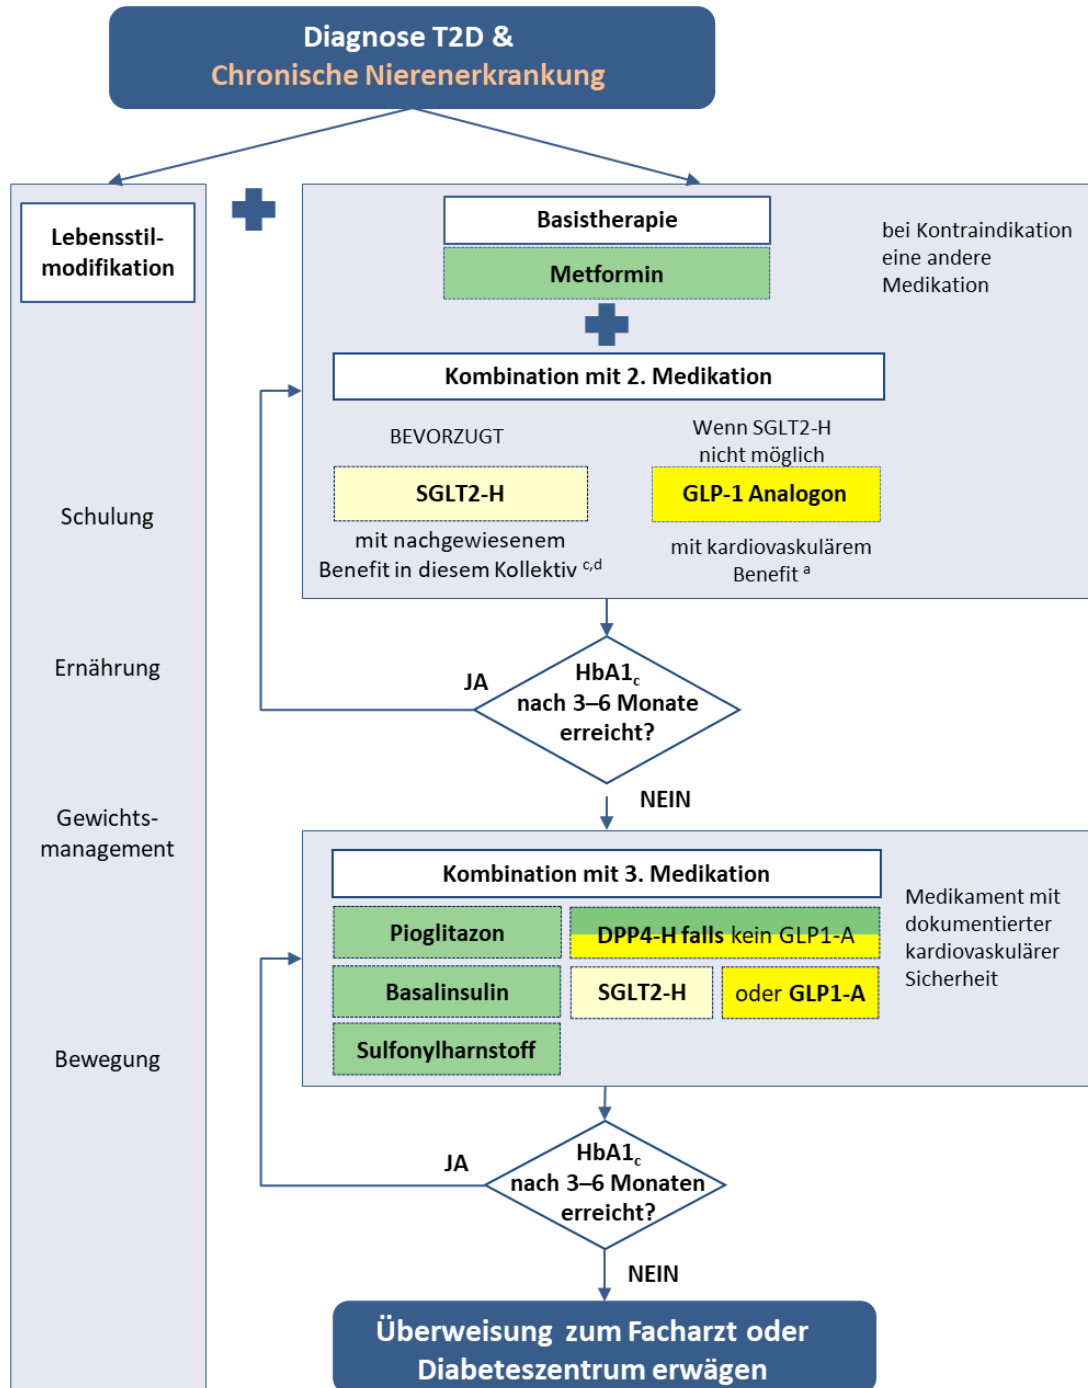 Diagnose T2D &
Chronische Nierenerkrankung
Lebensstil-
modifikation
Schulung
Ernährung
Gewichts-
management
Bewegung
Basistherapie
Metformin
bei Kontraindikation
eine andere
Medikation
Kombination mit 2. Medikation
BEVORZUGT
SGLT2-H
mit nachgewiesenem
Benefit in diesem Kollektiv c,d
Wenn SGLT2-H
nicht möglich
GLP-1 Analogon
mit kardiovaskulärem
Benefit a
JA
HbA1c
nach 3–6 Monate
erreicht?
NEIN
Kombination mit 3. Medikation
Pioglitazon
DPP4-H falls kein GLP1-A
Basalinsulin
SGLT2-H
oder GLP1-A
Sulfonylharnstoff
Medikament mit
dokumentierter
kardiovaskulärer
Sicherheit
JA
HbA1c
nach 3–6 Monaten
erreicht?
NEIN
Überweisung zum Facharzt oder
Diabeteszentrum erwägen